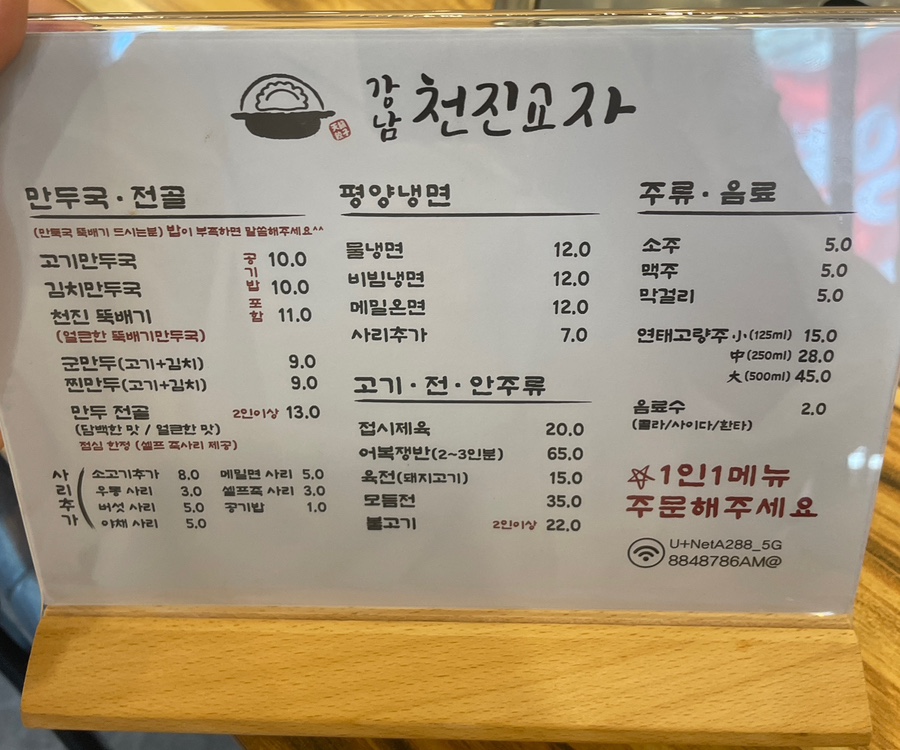 강남 천진교자
만두국·전골
(만둑국 뚝배기 드시는분) 밥이 부족하면 말씀해주세요^^
고기만두국 10.0
김치만두국 10.0
천진 뚝배기 11.0
공기밥포함
(얼큰한 뚝배기만두국)
군만두(고기+김치) 9.0
찐만두(고기+김치) 9.0
만두 전골 2인이상 13.0
(담백한 맛 / 얼큰한 맛)
점심 한정 (셀프 죽사리 제공)
사리추가
소고기추가 8.0 메밀면 사리 5.0
우동 사리 3.0 셀프죽 사리 3.0
버섯 사리 5.0 공기밥 1.0
야채 사리 5.0
평양냉면
물냉면 12.0
비빔냉면 12.0
메밀온면 12.0
사리추가 7.0
고기·전·안주류
접시제육 20.0
어복쟁반(2~3인분) 65.0
육전(돼지고기) 15.0
모듬전 35.0
불고기 2인이상 22.0
주류·음료
소주 5.0
맥주 5.0
막걸리 5.0
연태고량주 小(125ml) 15.0
中(250ml) 28.0
大(500ml) 45.0
음료수 2.0
(콜라/사이다/환타)
1인1메뉴
주문해주세요
U+NetA288_5G
8848786AM@